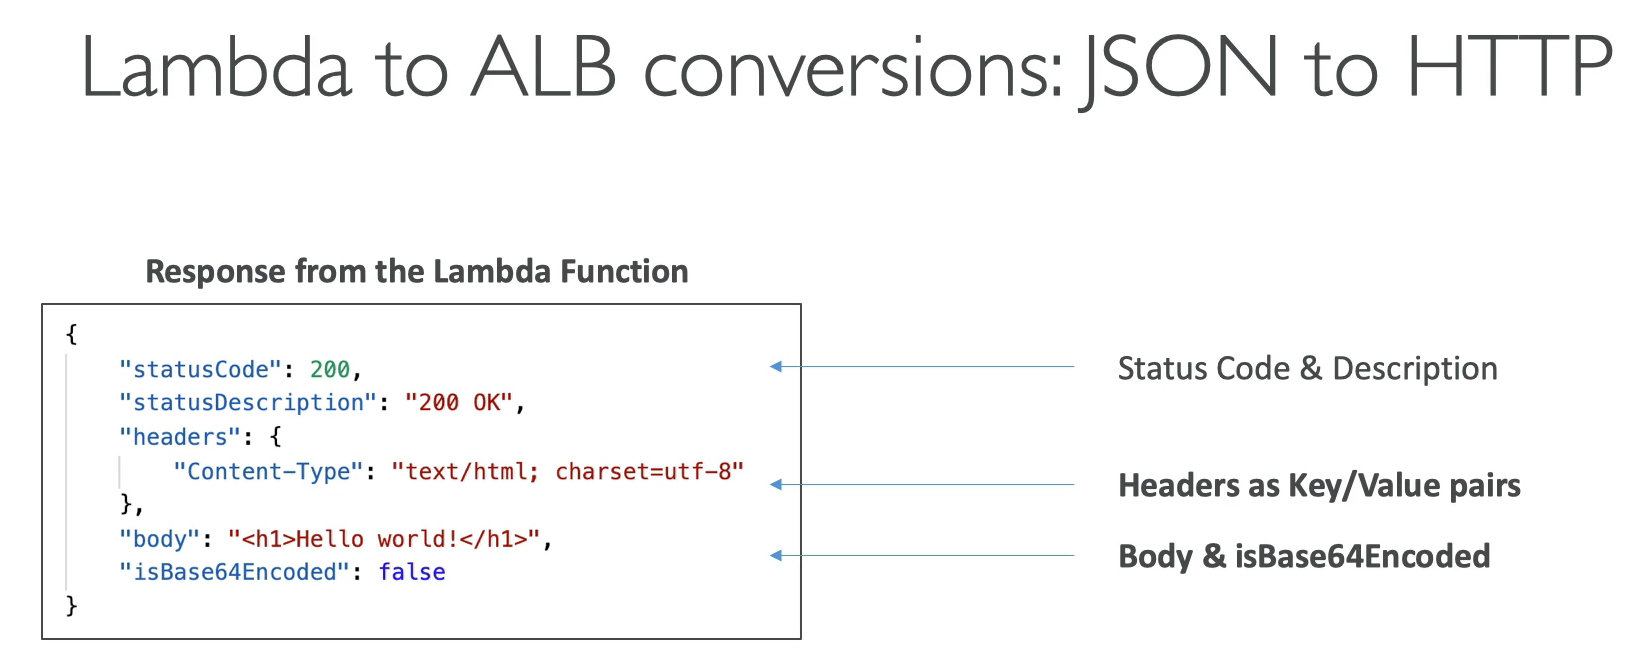 Lambda to ALB conversions: JSON to HTTP
Response from the Lambda Function
{
"statusCode": 200,
"statusDescription": "200 OK",
"headers": {
"Content-Type": "text/html; charset=utf-8"
},
"body": "<h1>Hello world!</h1>",
"isBase64Encoded": false
}
Status Code & Description
Headers as Key/Value pairs
Body & isBase64Encoded